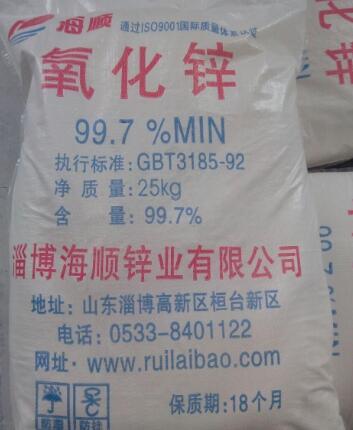 海顺
通过ISO9001国际质量体系认证
氧化锌
99.7 %MIN
执行标准:GBT3185-92
净质量:25kg
含量:99.7%
淄博海顺锌业有限公司
地址:山东淄博高新区桓台新区
电话:0533-8401122
网址·www.ruilaibao.com
保质期:18个月